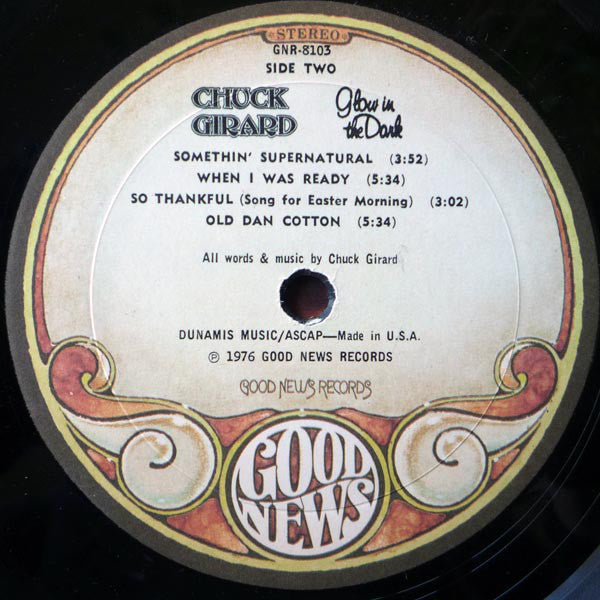 STEREO
GNR-8103
SIDE TWO
CHUCK GIRARD
Glow in the Dark
SOMETHIN' SUPERNATURAL (3:52)
WHEN I WAS READY (5:34)
SO THANKFUL (Song for Easter Morning) (3:02)
OLD DAN COTTON (5:34)
All words & music by Chuck Girard
DUNAMIS MUSIC/ASCAP—Made in U.S.A.
℗ 1976 GOOD NEWS RECORDS
GOOD NEWS RECORDS
GOOD
NEWS